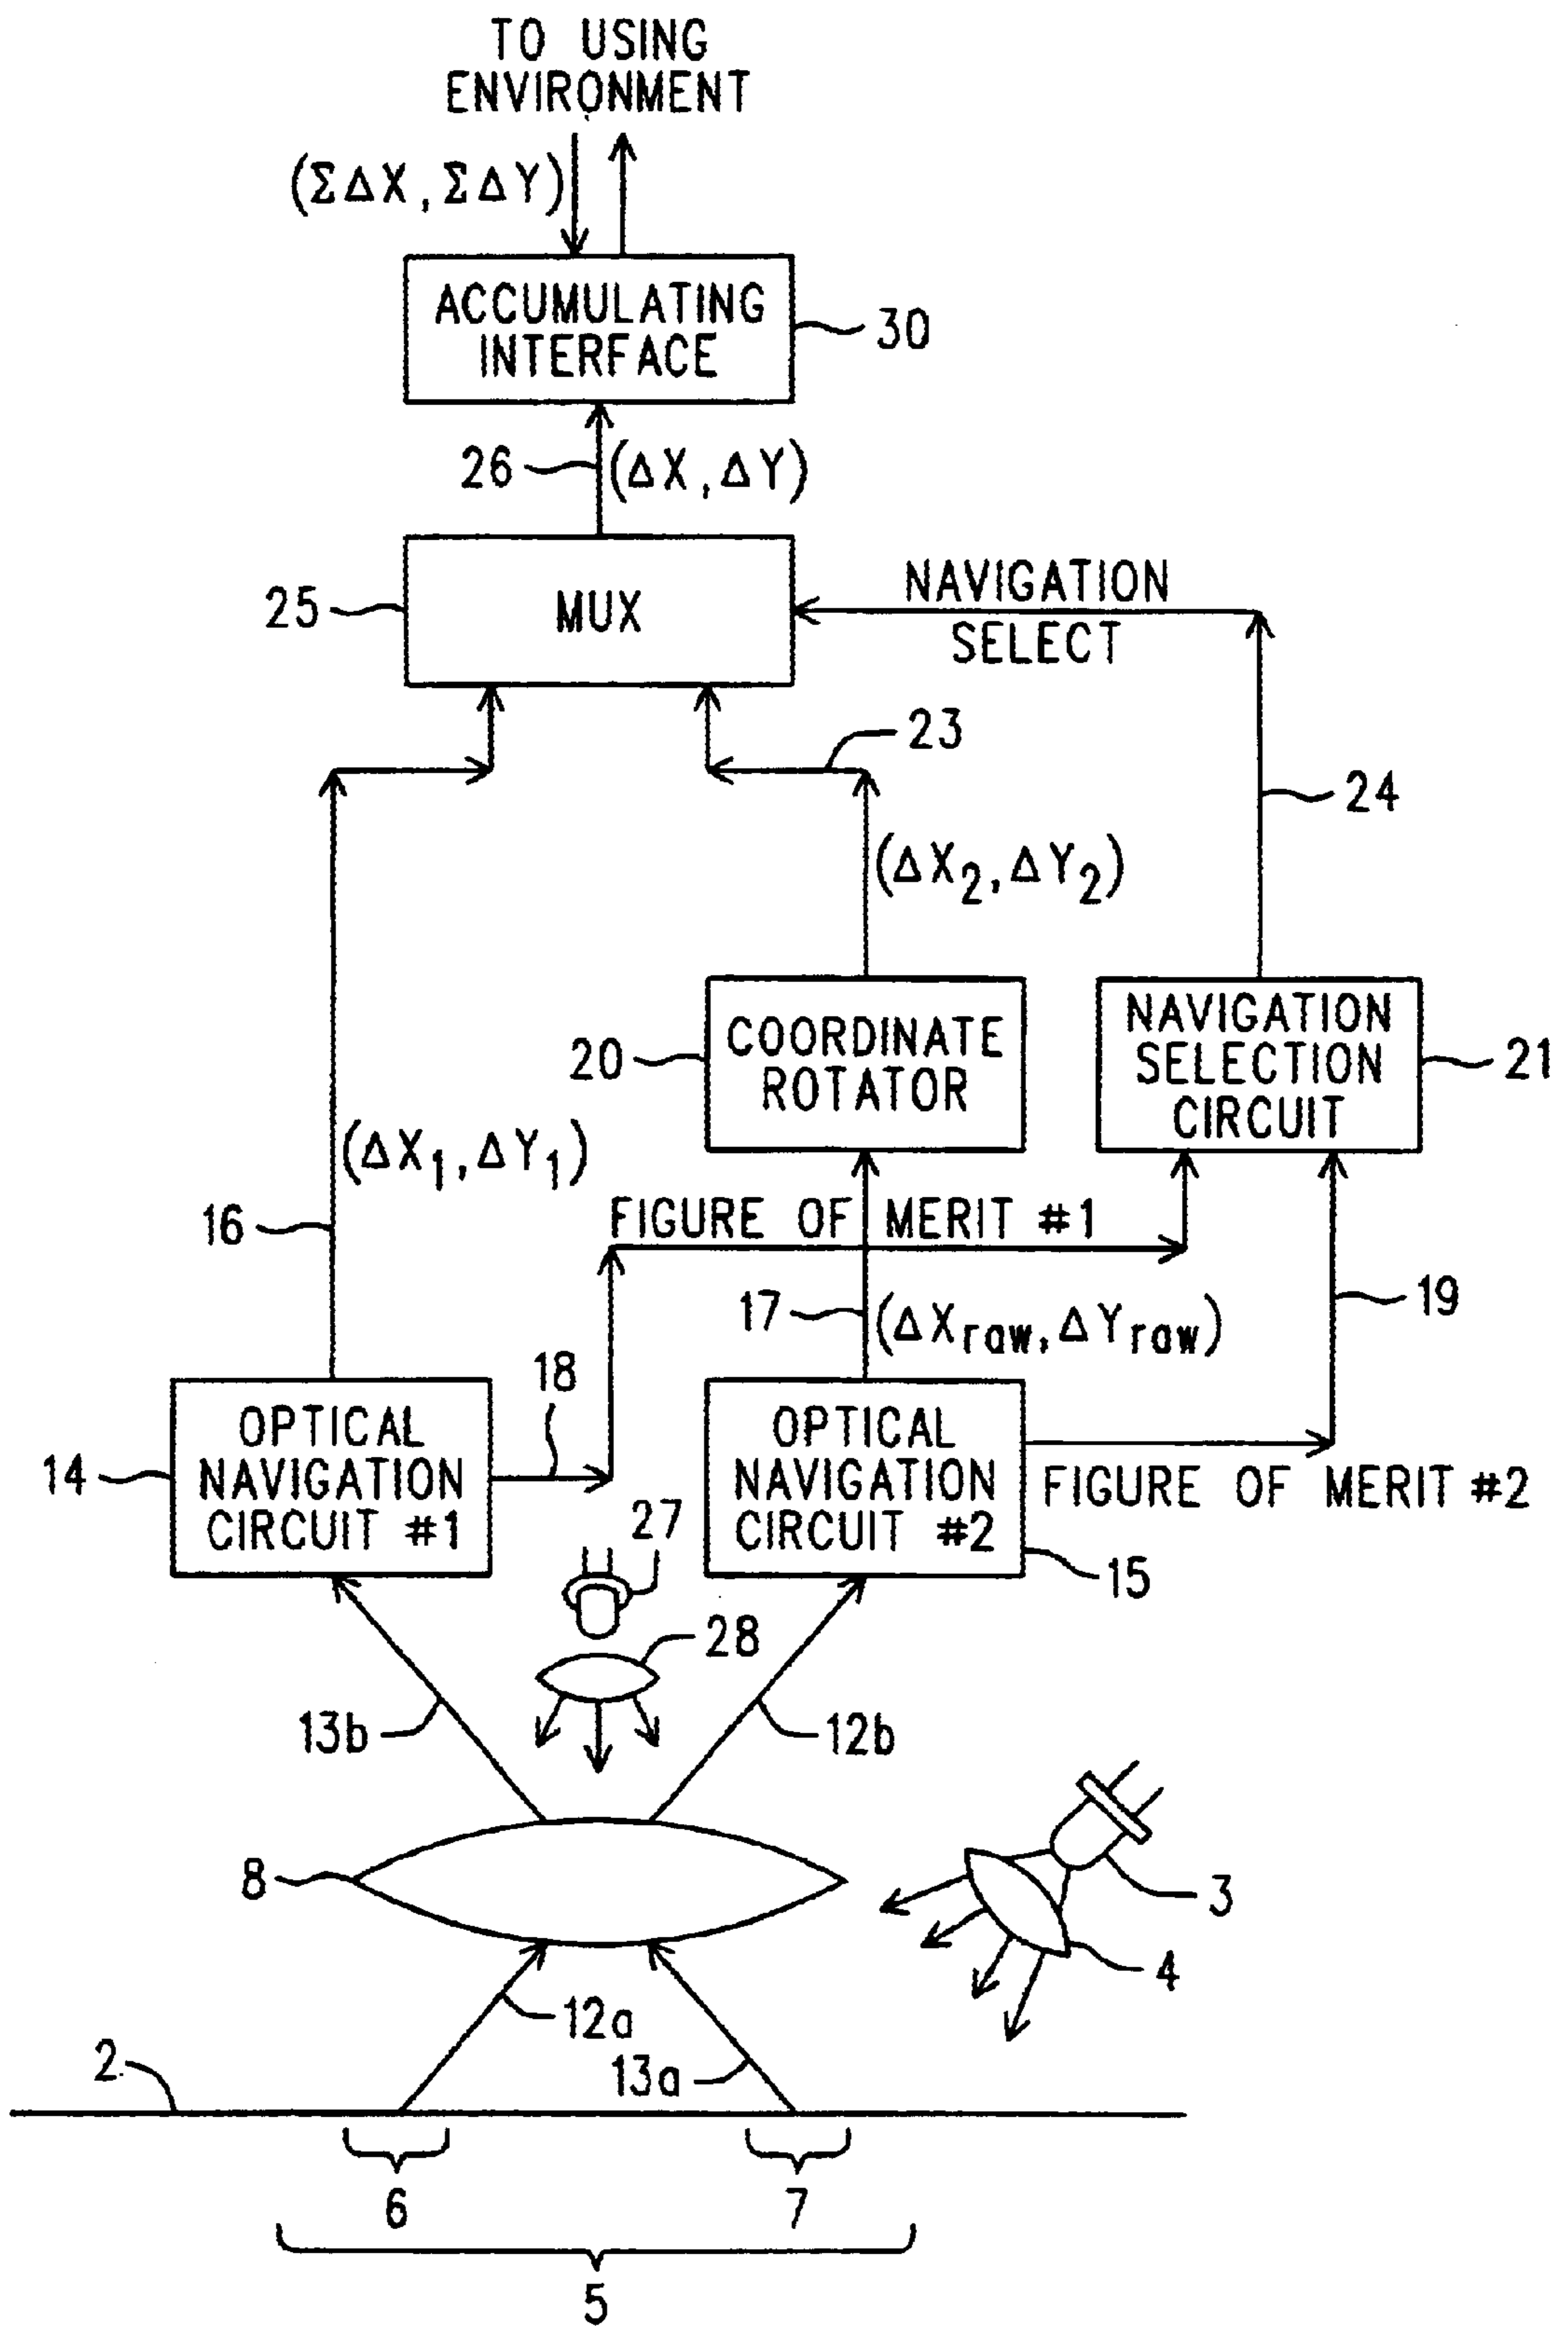 TO USING
ENVIRONMENT
(ΣΔX,ΣΔY)
ACCUMULATING
INTERFACE
30
26
(ΔX,ΔY)
25
MUX
NAVIGATION
SELECT
23
24
(ΔX2,ΔY2)
20
COORDINATE
ROTATOR
NAVIGATION
SELECTION
CIRCUIT
21
(ΔX1,ΔY1)
16
FIGURE OF MERIT #1
17
(ΔXraw,ΔYraw)
19
18
14
OPTICAL
NAVIGATION
CIRCUIT #1
OPTICAL
NAVIGATION
CIRCUIT #2
FIGURE OF MERIT #2
27
15
28
13b
12b
8
3
4
12a
13a
2
6
7
5